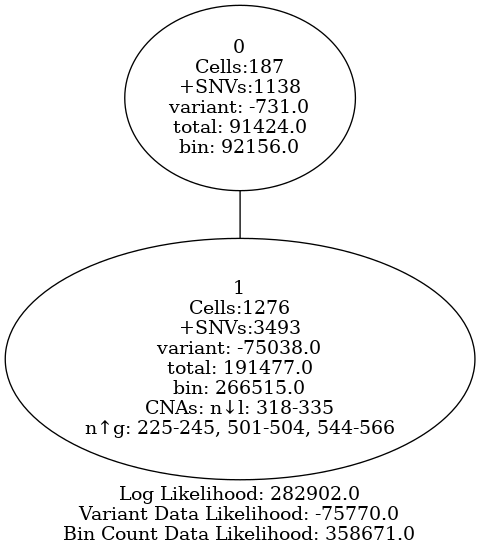 0
Cells:187
+SNVs:1138
variant: -731.0
total: 91424.0
bin: 92156.0
1
Cells:1276
+SNVs:3493
variant: -75038.0
total: 191477.0
bin: 266515.0
CNAs: n↓l: 318-335
n↑g: 225-245, 501-504, 544-566
Log Likelihood: 282902.0
Variant Data Likelihood: -75770.0
Bin Count Data Likelihood: 358671.0